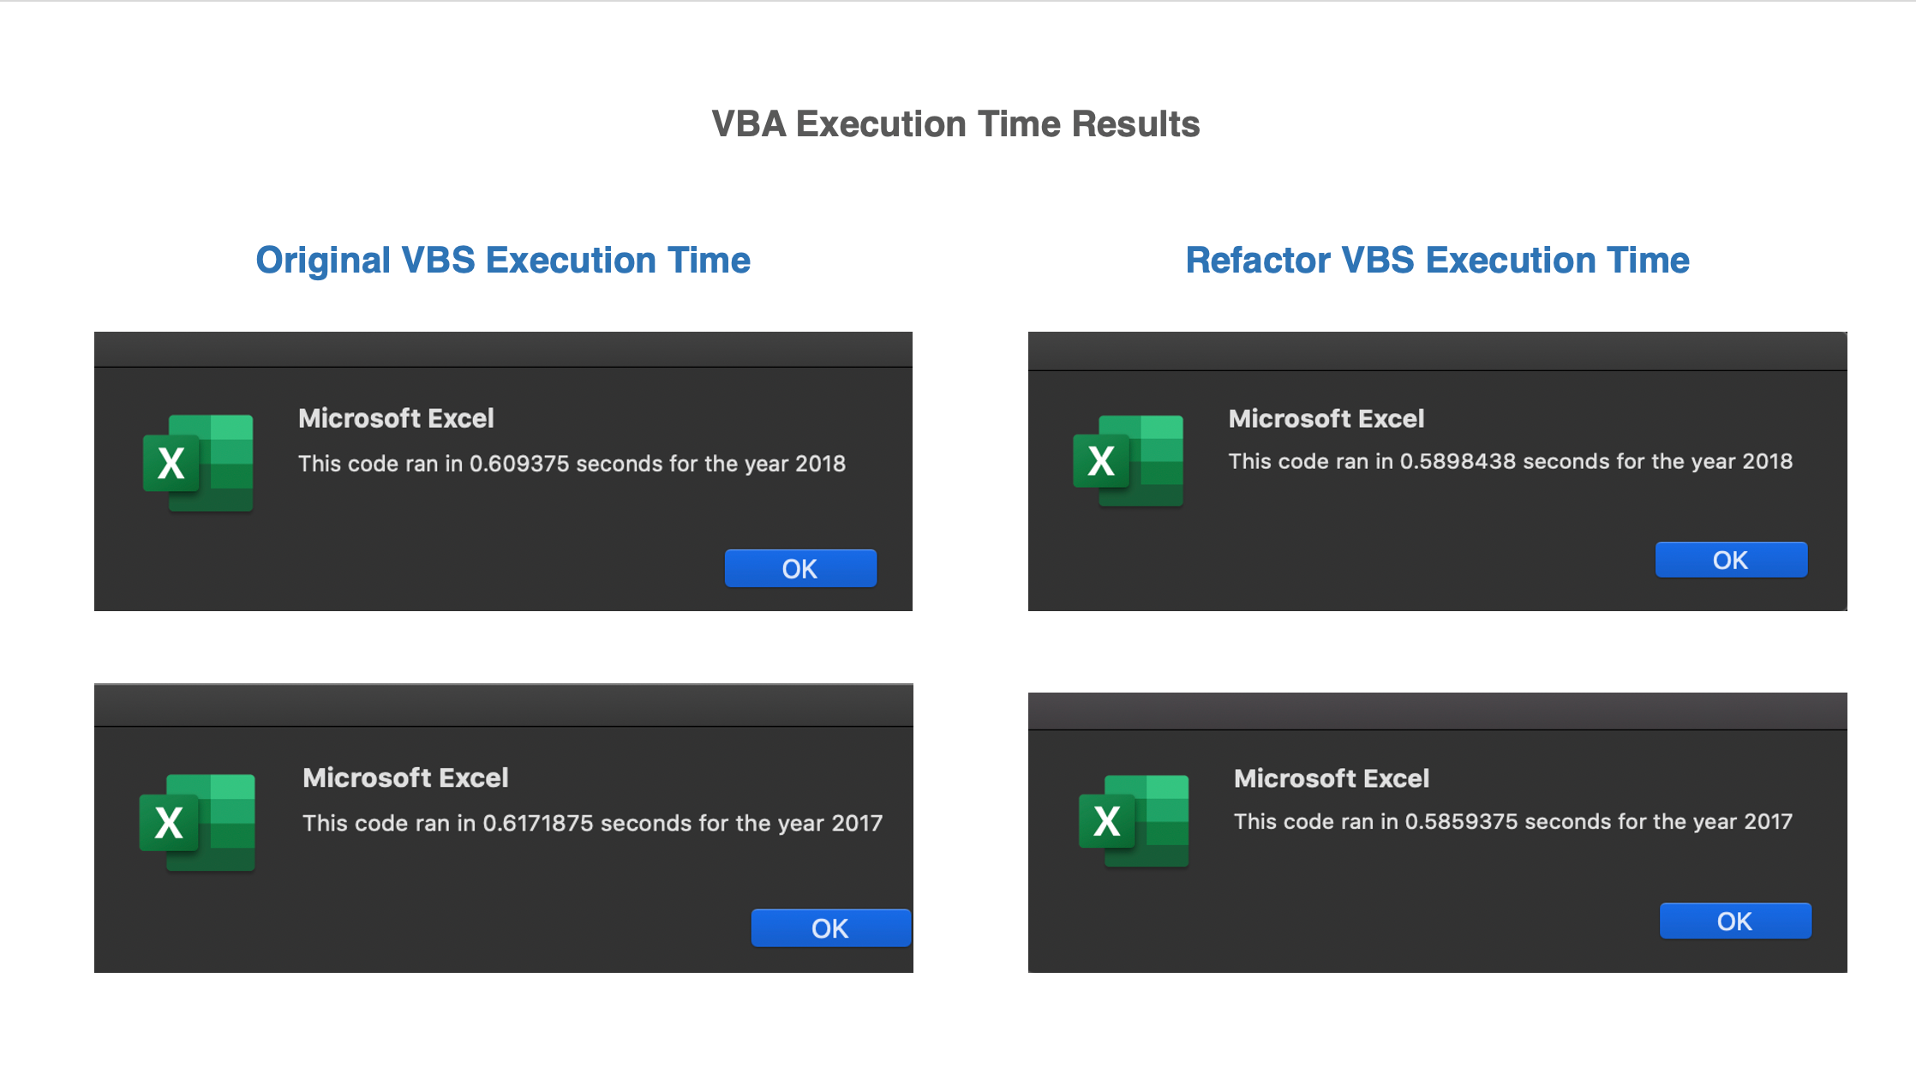 VBA Execution Time Results
Original VBS Execution Time
Refactor VBS Execution Time
X
Microsoft Excel
This code ran in 0.609375 seconds for the year 2018
OK
X
Microsoft Excel
This code ran in 0.5898438 seconds for the year 2018
OK
X
Microsoft Excel
This code ran in 0.6171875 seconds for the year 2017
OK
X
Microsoft Excel
This code ran in 0.5859375 seconds for the year 2017
OK